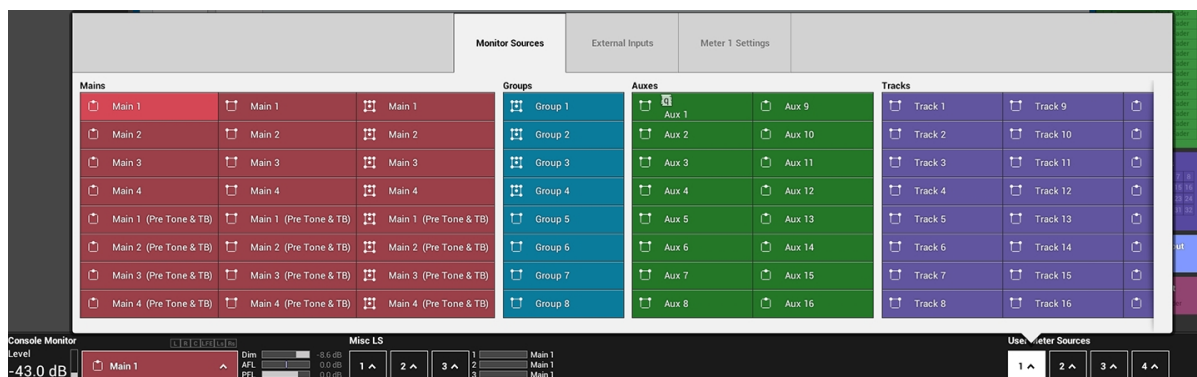 Monitor Sources External Inputs Meter 1 Settings
Mains Groups Auxes Tracks
Main 1 Main 1 Main 1 Group 1 q Aux 1 Aux 9 Track 1 Track 9
Main 2 Main 2 Main 2 Group 2 Aux 2 Aux 10 Track 2 Track 10
Main 3 Main 3 Main 3 Group 3 Aux 3 Aux 11 Track 3 Track 11
Main 4 Main 4 Main 4 Group 4 Aux 4 Aux 12 Track 4 Track 12
Main 1 (Pre Tone & TB) Main 1 (Pre Tone & TB) Main 1 (Pre Tone & TB) Group 5 Aux 5 Aux 13 Track 5 Track 13
Main 2 (Pre Tone & TB) Main 2 (Pre Tone & TB) Main 2 (Pre Tone & TB) Group 6 Aux 6 Aux 14 Track 6 Track 14
Main 3 (Pre Tone & TB) Main 3 (Pre Tone & TB) Main 3 (Pre Tone & TB) Group 7 Aux 7 Aux 15 Track 7 Track 15
Main 4 (Pre Tone & TB) Main 4 (Pre Tone & TB) Main 4 (Pre Tone & TB) Group 8 Aux 8 Aux 16 Track 8 Track 16
Console Monitor L R C LFE Ls Rs Misc LS User Meter Sources
Level Dim -8.6 dB 1 Main 1
-43.0 dB Main 1 AFL 0.0 dB 1 2 3 2 Main 1 1 2 3 4
PFL 0.0 dB 3 Main 1